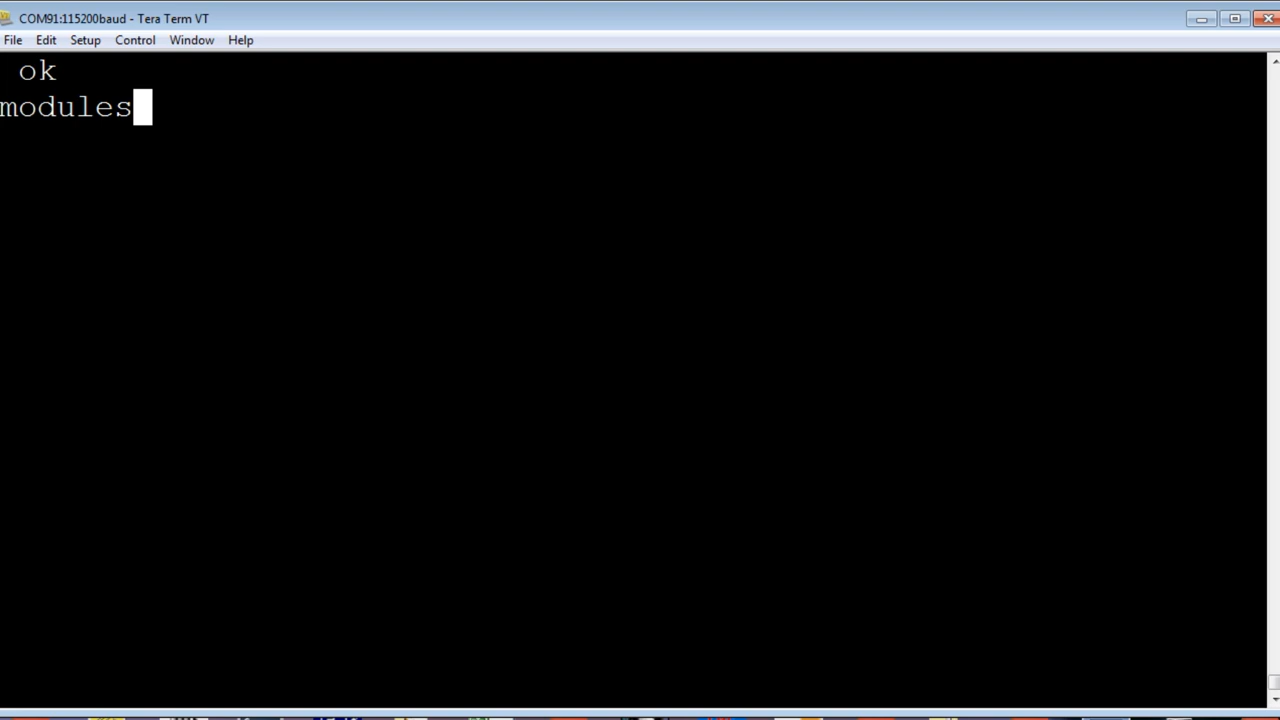 COM91:115200baud - Tera Term VT
File Edit Setup Control Window Help
ok
modules